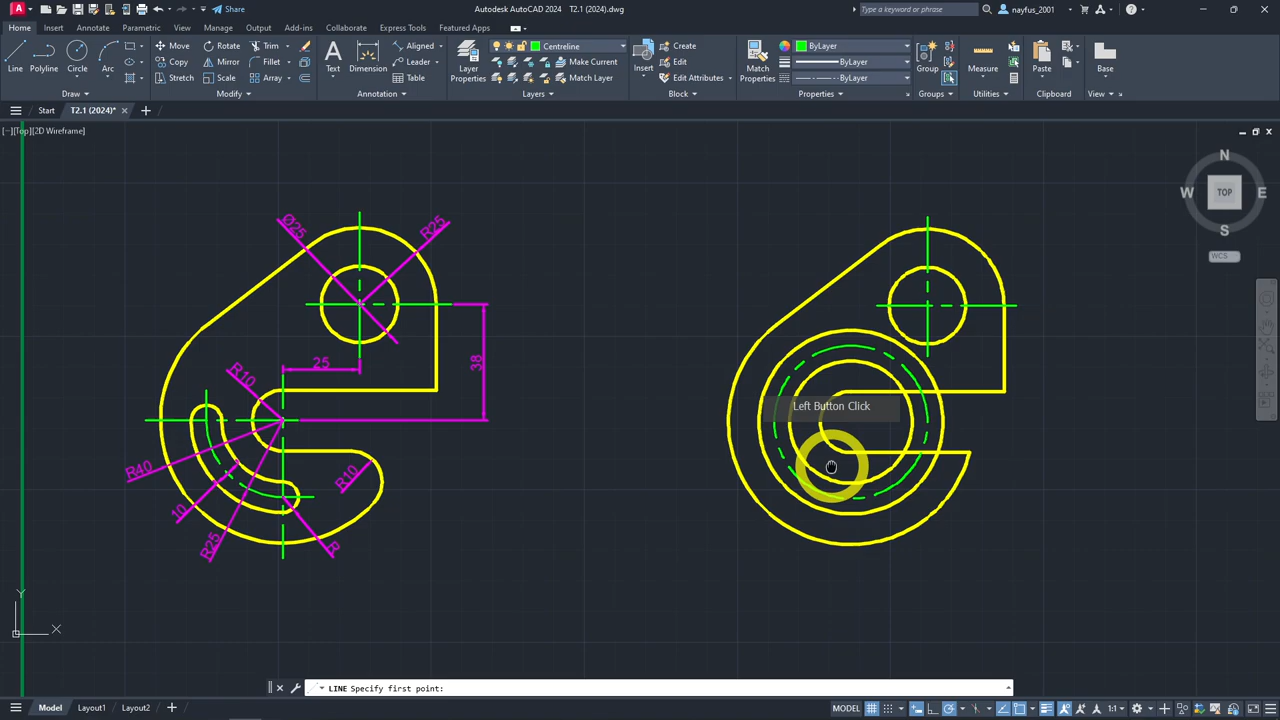 Share
Autodesk AutoCAD 2024 T2.1 (2024).dwg
Type a keyword or phrase
nayfus_2001
Home Insert Annotate Parametric View Manage Output Add-ins Collaborate Express Tools Featured Apps
Line Polyline Circle Arc
Move Rotate Trim
Copy Mirror Fillet
Stretch Scale Array
Text Dimension
Aligned
Leader
Table
Layer Properties
Centreline
Make Current
Match Layer
Insert
Create
Edit
Edit Attributes
Match Properties
ByLayer
ByLayer
ByLayer
Group
Measure
Paste
Base
Draw Modify Annotation Layers Block Properties Groups Utilities Clipboard View
Start T2.1 (2024)*
[−][Top][2D Wireframe]
N
W TOP E
S
WCS
Ø25
R25
38
25
R10
R40
10
R25
R
R10
Left Button Click
Y
X
LINE Specify first point:
Model Layout1 Layout2
MODEL
1:1